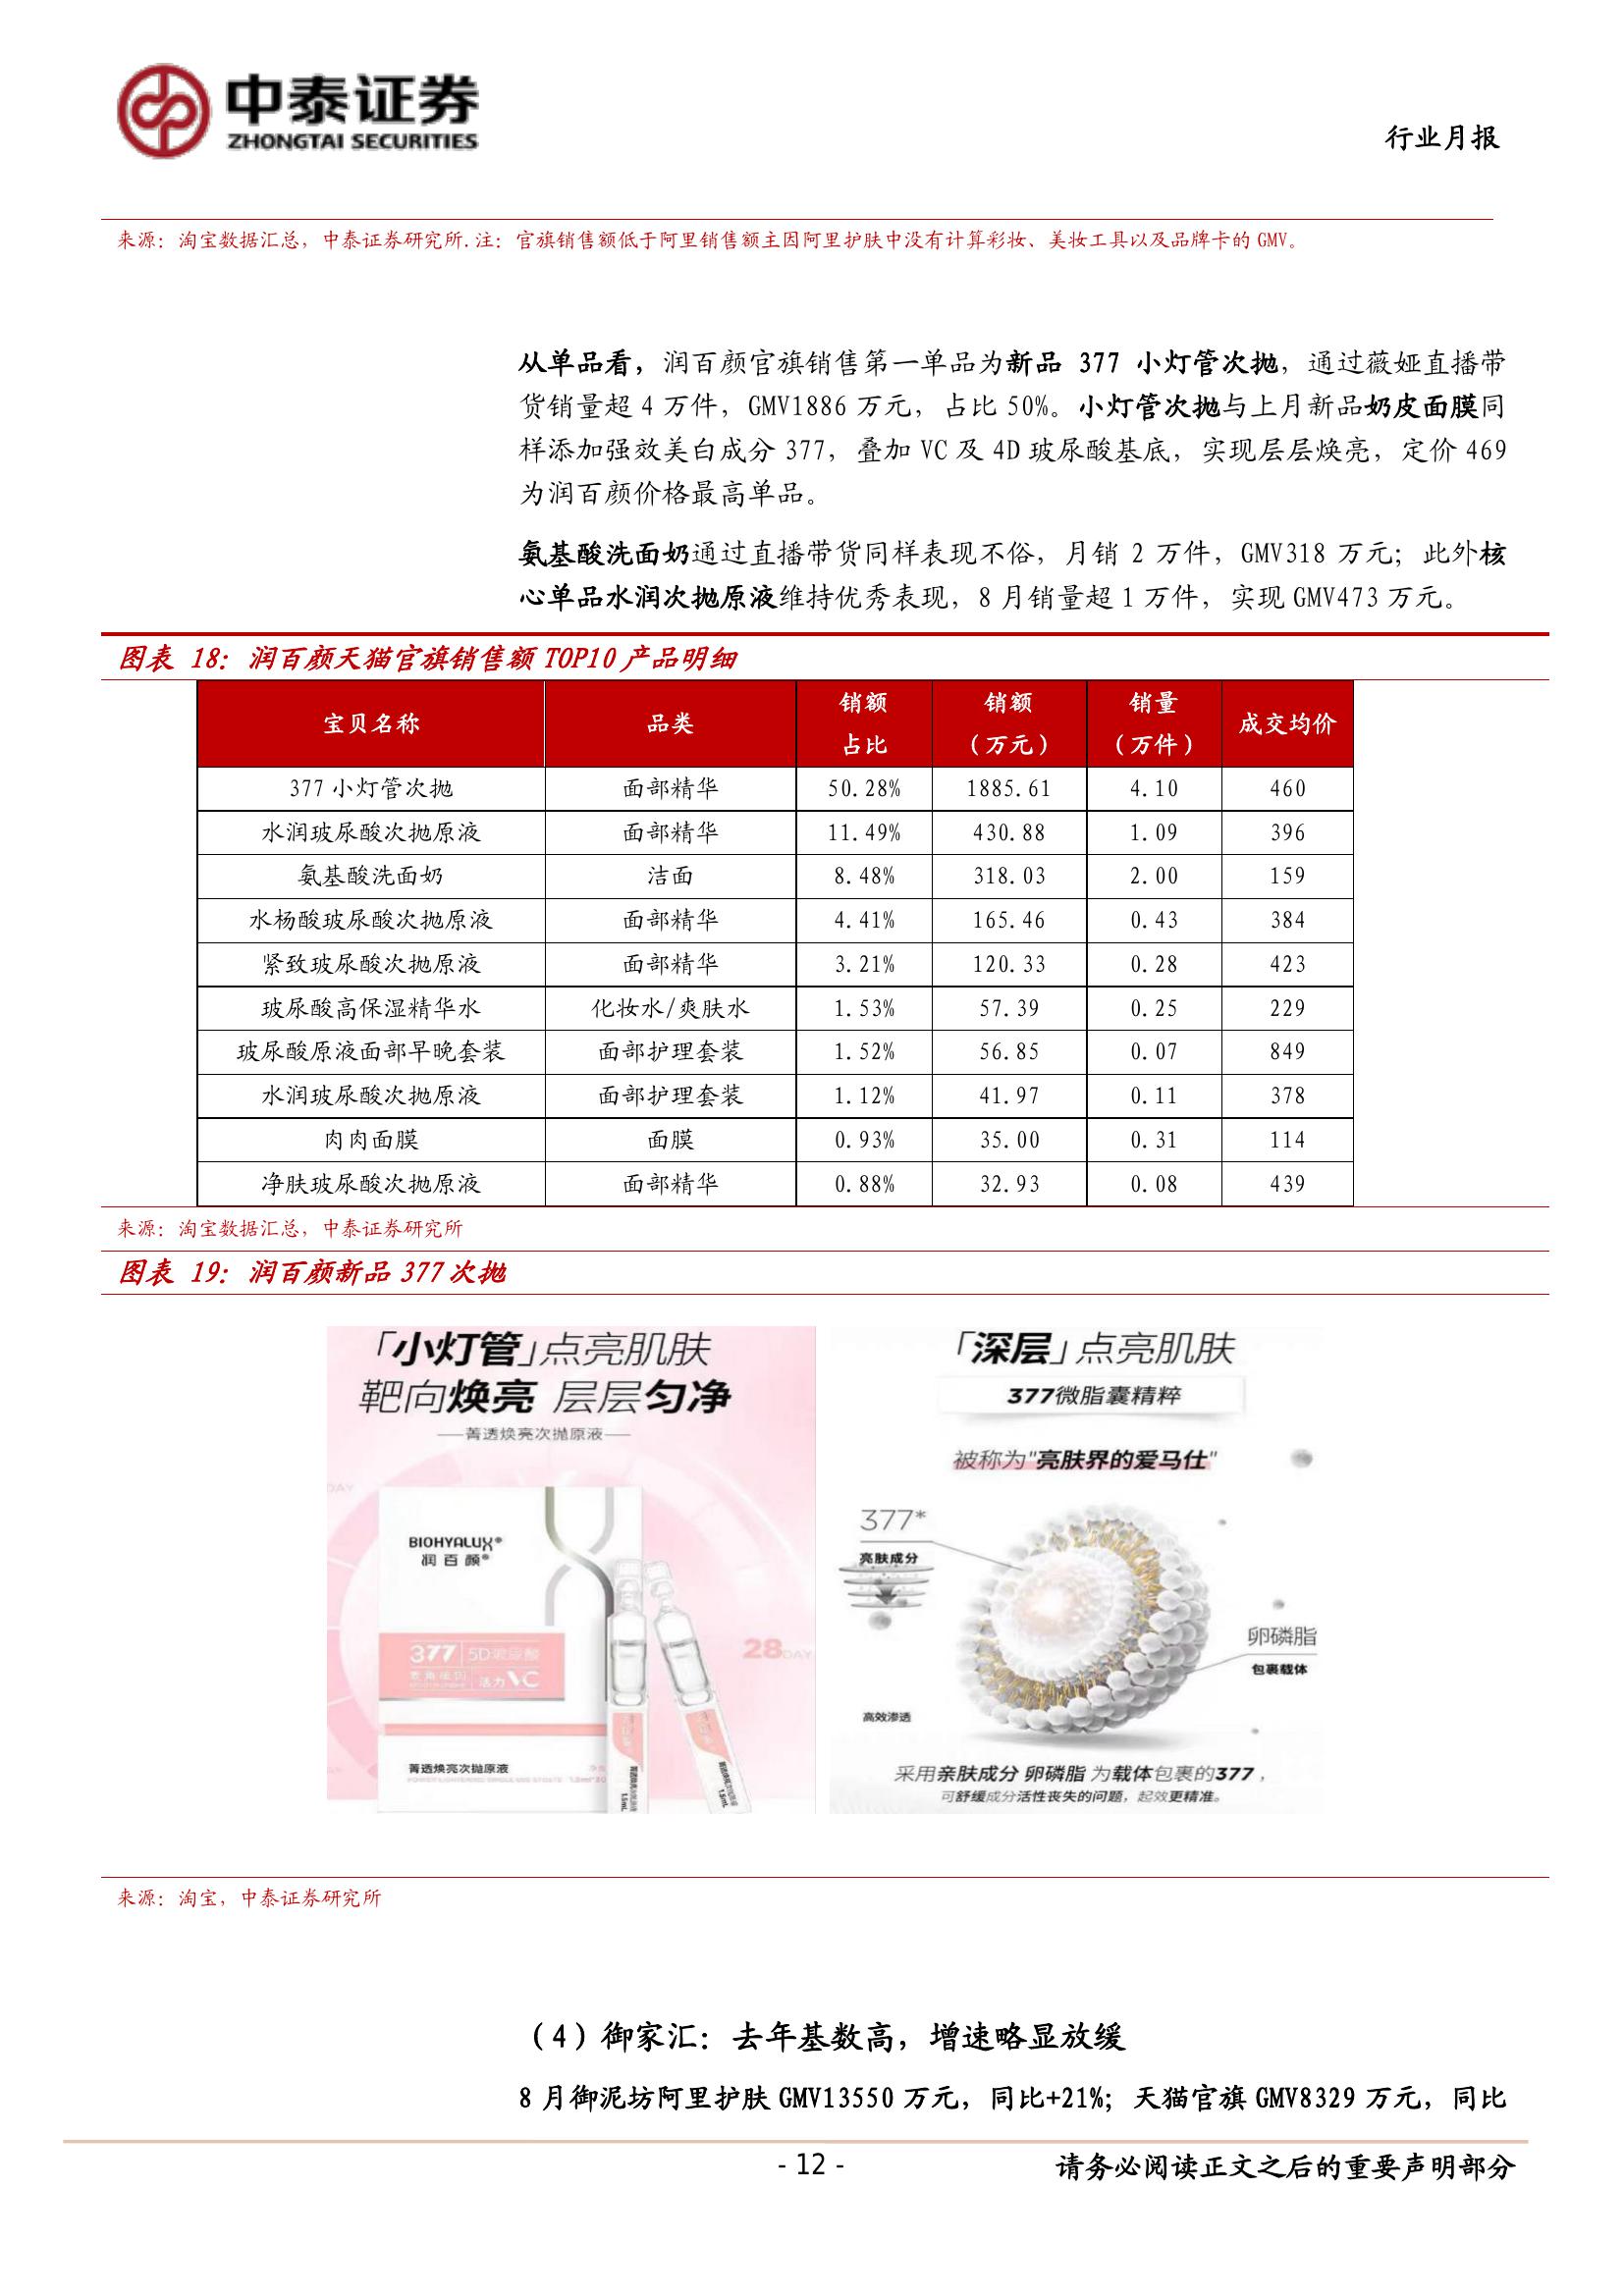 中泰证券
ZHONGTAI SECURITIES
行业月报
来源：淘宝数据汇总，中泰证券研究所.注：官旗销售额低于阿里销售额主因阿里护肤中没有计算彩妆、美妆工具以及品牌卡的 GMV。
从单品看，润百颜官旗销售第一单品为新品 377 小灯管次抛，通过薇娅直播带
货销量超 4 万件，GMV1886 万元，占比 50%。小灯管次抛与上月新品奶皮面膜同
样添加强效美白成分 377，叠加 VC 及 4D 玻尿酸基底，实现层层焕亮，定价 469
为润百颜价格最高单品。
氨基酸洗面奶通过直播带货同样表现不俗，月销 2 万件，GMV318 万元；此外核
心单品水润次抛原液维持优秀表现，8 月销量超 1 万件，实现 GMV473 万元。
图表 18：润百颜天猫官旗销售额 TOP10 产品明细
宝贝名称 品类 销额占比 销额（万元） 销量（万件） 成交均价
377 小灯管次抛 面部精华 50.28% 1885.61 4.10 460
水润玻尿酸次抛原液 面部精华 11.49% 430.88 1.09 396
氨基酸洗面奶 洁面 8.48% 318.03 2.00 159
水杨酸玻尿酸次抛原液 面部精华 4.41% 165.46 0.43 384
紧致玻尿酸次抛原液 面部精华 3.21% 120.33 0.28 423
玻尿酸高保湿精华水 化妆水/爽肤水 1.53% 57.39 0.25 229
玻尿酸原液面部早晚套装 面部护理套装 1.52% 56.85 0.07 849
水润玻尿酸次抛原液 面部护理套装 1.12% 41.97 0.11 378
肉肉面膜 面膜 0.93% 35.00 0.31 114
净肤玻尿酸次抛原液 面部精华 0.88% 32.93 0.08 439
来源：淘宝数据汇总，中泰证券研究所
图表 19：润百颜新品 377 次抛
「小灯管」点亮肌肤
靶向焕亮 层层匀净
菁透焕亮次抛原液
DAY
BIOHYALUX®
润百颜®
377 5D玻尿酸
活力VC
28DAY
菁透焕亮次抛原液
1.5mL
1.5mL
「深层」点亮肌肤
377微脂囊精粹
被称为"亮肤界的爱马仕"
377*
亮肤成分
卵磷脂
包裹载体
高效渗透
采用亲肤成分 卵磷脂 为载体包裹的377，
可舒缓成分活性丧失的问题，起效更精准。
来源：淘宝，中泰证券研究所
（4）御家汇：去年基数高，增速略显放缓
8 月御泥坊阿里护肤 GMV13550 万元，同比+21%；天猫官旗 GMV8329 万元，同比
- 12 -
请务必阅读正文之后的重要声明部分